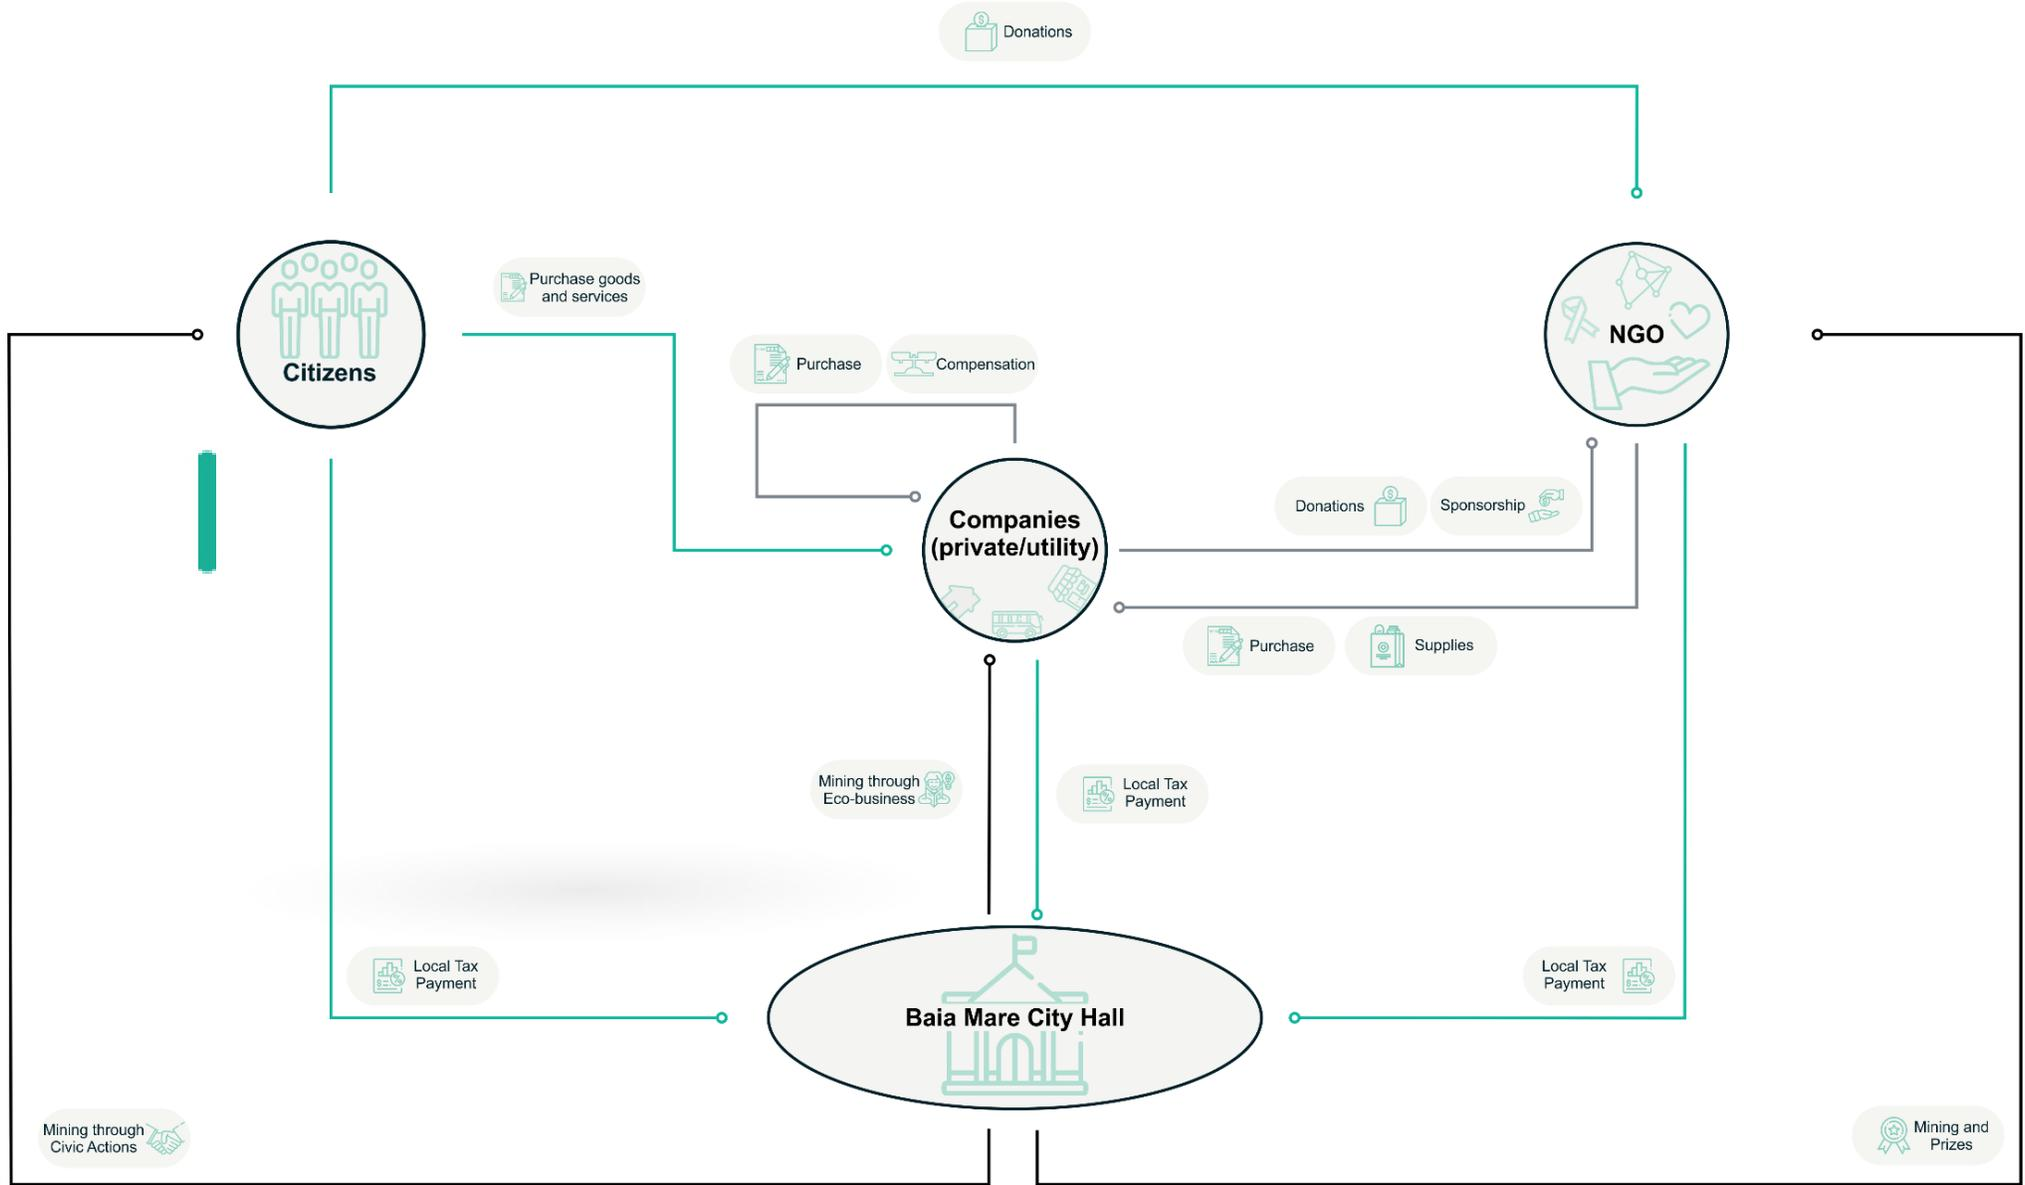 Donations
Purchase goods
and services
Citizens
NGO
Purchase
Compensation
Companies
(private/utility)
Donations
Sponsorship
Purchase
Supplies
Mining through
Eco-business
Local Tax
Payment
Local Tax
Payment
Local Tax
Payment
Baia Mare City Hall
Mining through
Civic Actions
Mining and
Prizes